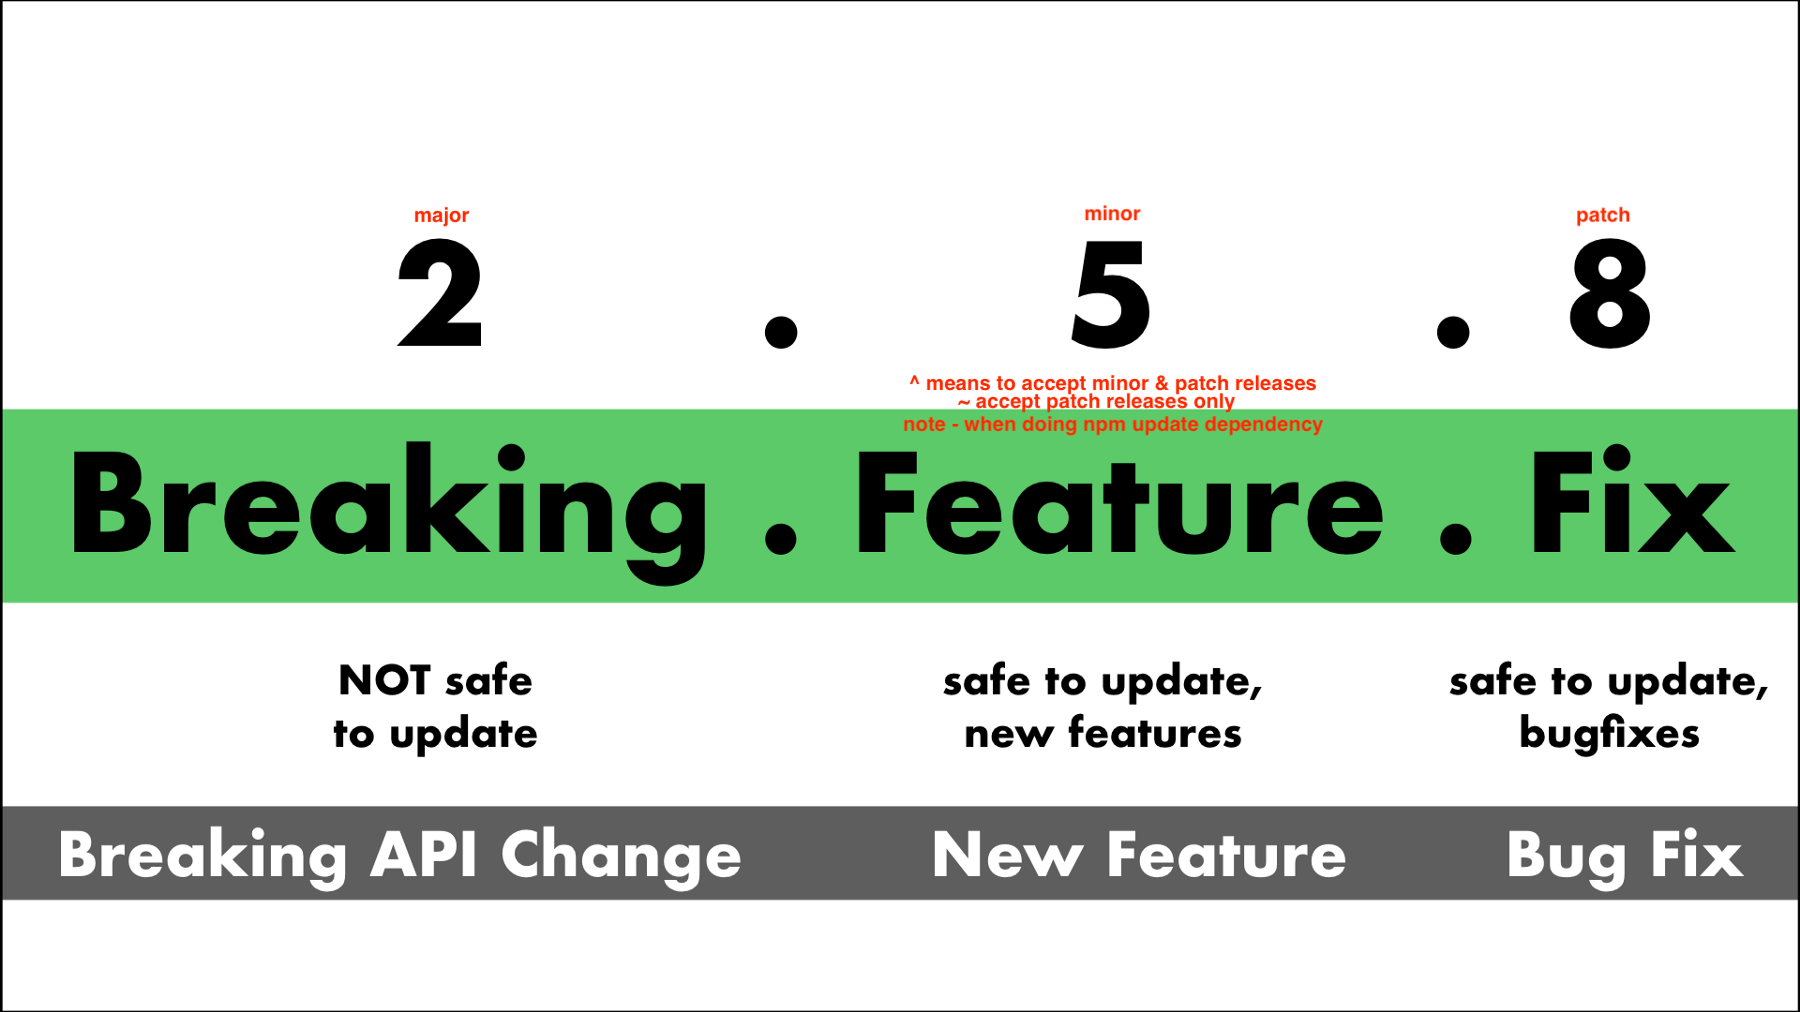 major minor patch
2 . 5 . 8
^ means to accept minor & patch releases
~ accept patch releases only
note - when doing npm update dependency
Breaking . Feature . Fix
NOT safe
to update
safe to update,
new features
safe to update,
bugfixes
Breaking API Change New Feature Bug Fix